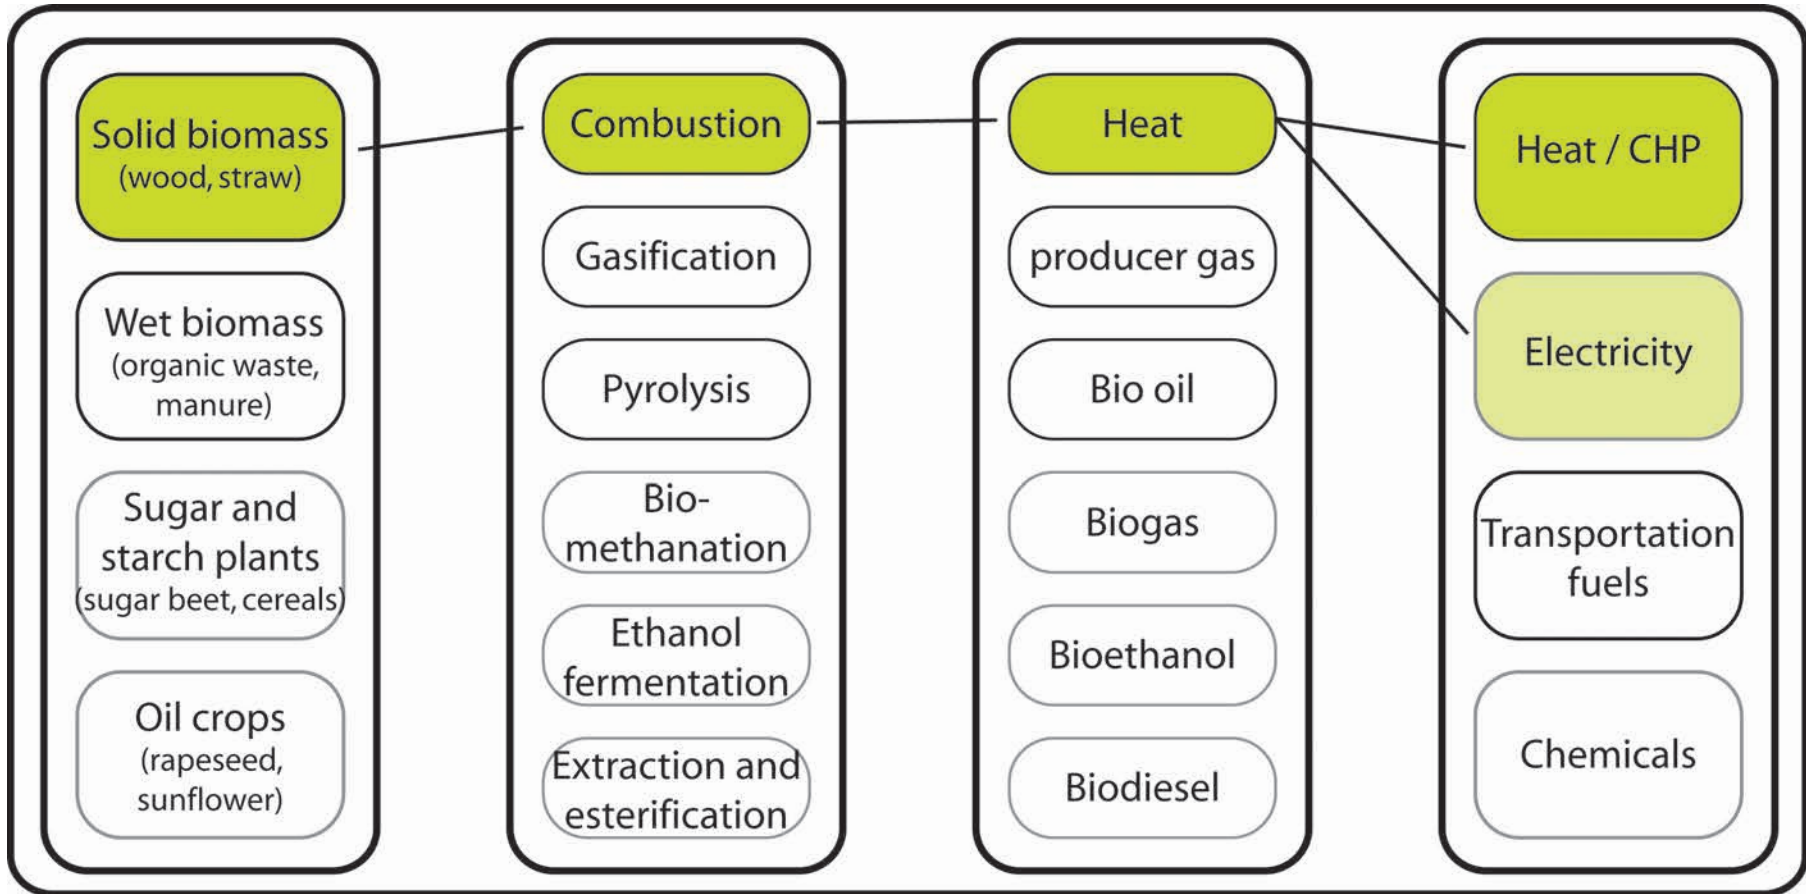 Solid biomass
(wood, straw)
Wet biomass
(organic waste,
manure)
Sugar and
starch plants
(sugar beet, cereals)
Oil crops
(rapeseed,
sunflower)
Combustion
Gasification
Pyrolysis
Bio-
methanation
Ethanol
fermentation
Extraction and
esterification
Heat
producer gas
Bio oil
Biogas
Bioethanol
Biodiesel
Heat / CHP
Electricity
Transportation
fuels
Chemicals